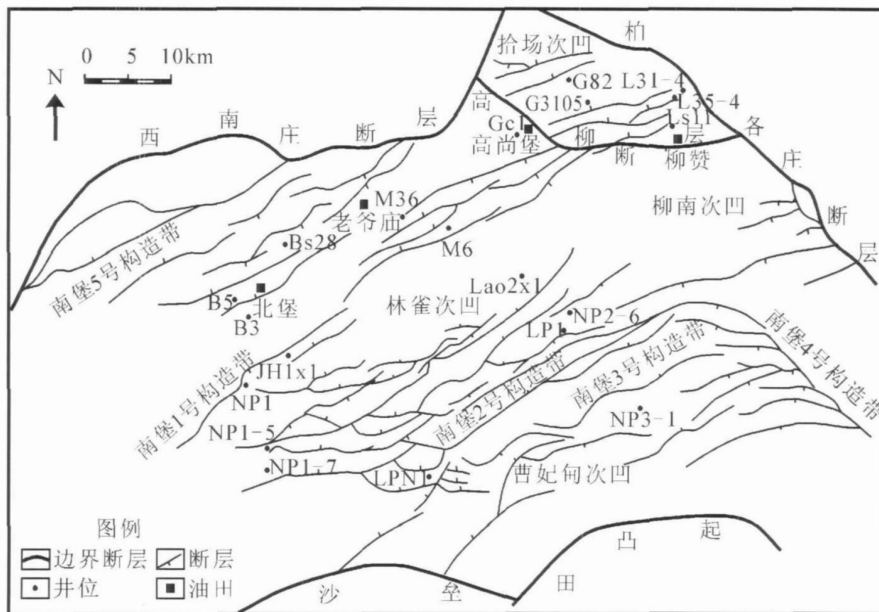 0 5 10km
N
拾场次凹
柏各庄断层
G82
L31-4
G3105
L35-4
Ls11
Gc1
高尚堡
高柳断层
柳赞
西南庄断层
柳南次凹
M36
老爷庙
M6
Bs28
南堡5号构造带
Lao2x1
B5
北堡
B3
林雀次凹
NP2-6
LP1
JH1x1
NP1
南堡1号构造带
南堡2号构造带
南堡3号构造带
南堡4号构造带
NP3-1
NP1-5
NP1-7
LPN1
曹妃甸次凹
沙垒田凸起
图例
边界断层
断层
井位
油田